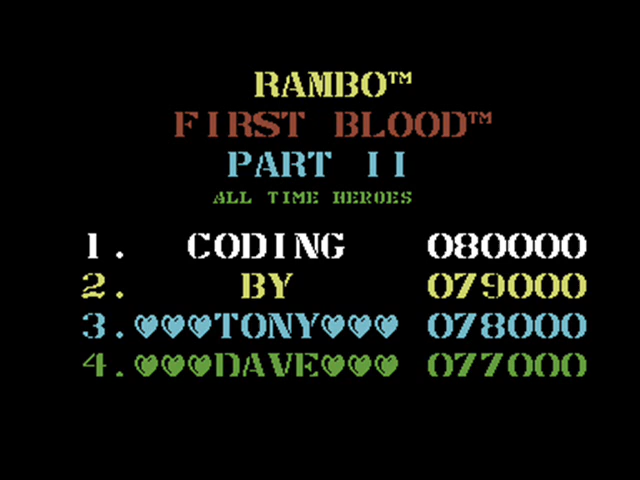 RAMBO™
FIRST BLOOD™
PART II
ALL TIME HEROES
1. CODING 080000
2. BY 079000
3.♥♥♥TONY♥♥♥ 078000
4.♥♥♥DAVE♥♥♥ 077000